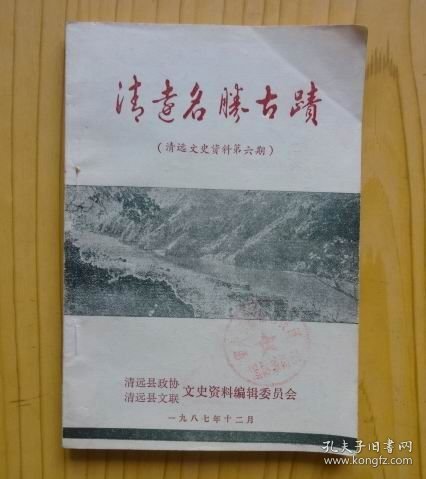 清远名勝古蹟
(清远文史资料第六期)
清远县政协
清远县文联
文史资料编辑委员会
一九八七年十二月
孔夫子旧书网
www.kongfz.com